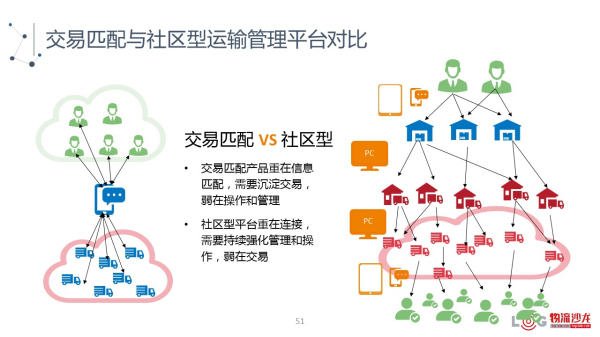 交易匹配与社区型运输管理平台对比
交易匹配 VS 社区型
• 交易匹配产品重在信息
匹配，需要沉淀交易，
弱在操作和管理
• 社区型平台重在连接，
需要持续强化管理和操
作，弱在交易
PC
PC
51
LOG 物流沙龙